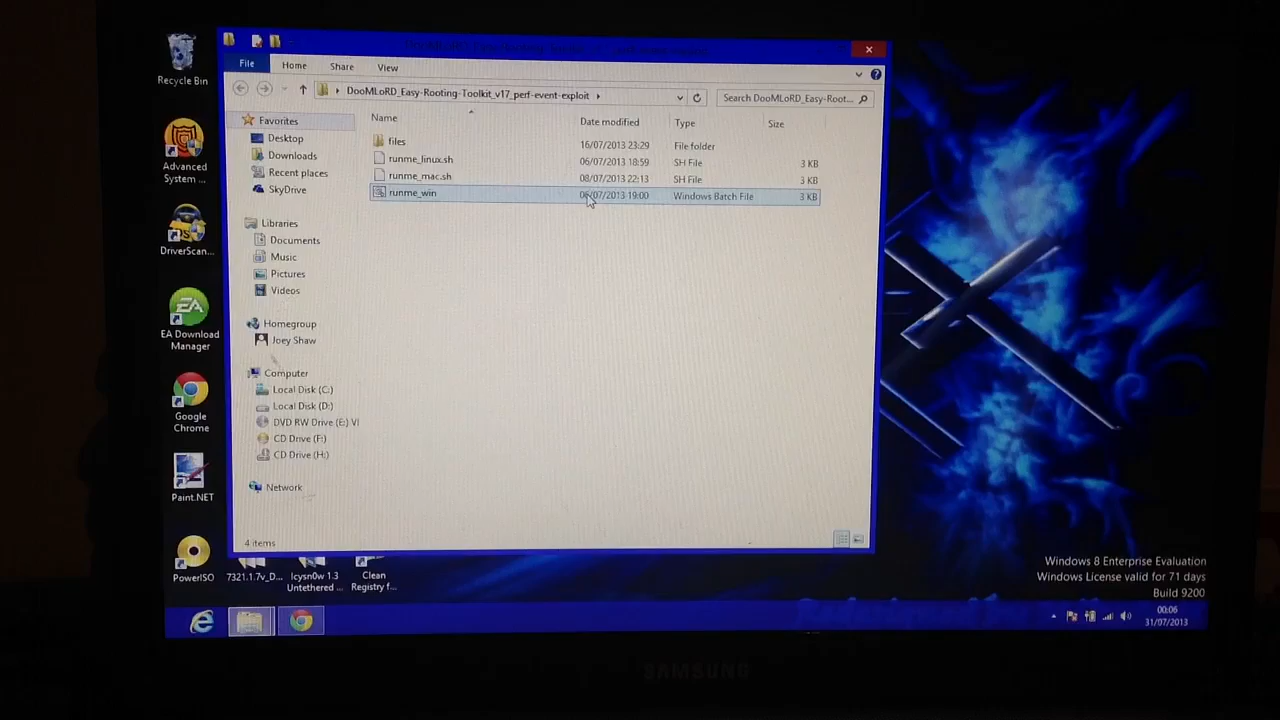 Recycle Bin
Advanced
System ...
DriverScan...
EA
EA Download
Manager
Google
Chrome
Paint.NET
PowerISO
7321.1.7v_D...
Icysn0w 1.3
Untethered ...
Clean
Registry f...
File Home Share View
DooMLoRD_Easy-Rooting-Toolkit_v17_perf-event-exploit
Search DooMLoRD_Easy-Root...
Name Date modified Type Size
files 16/07/2013 23:29 File folder
runme_linux.sh 06/07/2013 18:59 SH File 3 KB
runme_mac.sh 08/07/2013 22:13 SH File 3 KB
runme_win 06/07/2013 19:00 Windows Batch File 3 KB
Favorites
Desktop
Downloads
Recent places
SkyDrive
Libraries
Documents
Music
Pictures
Videos
Homegroup
Joey Shaw
Computer
Local Disk (C:)
Local Disk (D:)
DVD RW Drive (E:) VI
CD Drive (F:)
CD Drive (H:)
Network
4 items
Windows 8 Enterprise Evaluation
Windows License valid for 71 days
Build 9200
00:06
31/07/2013
SAMSUNG